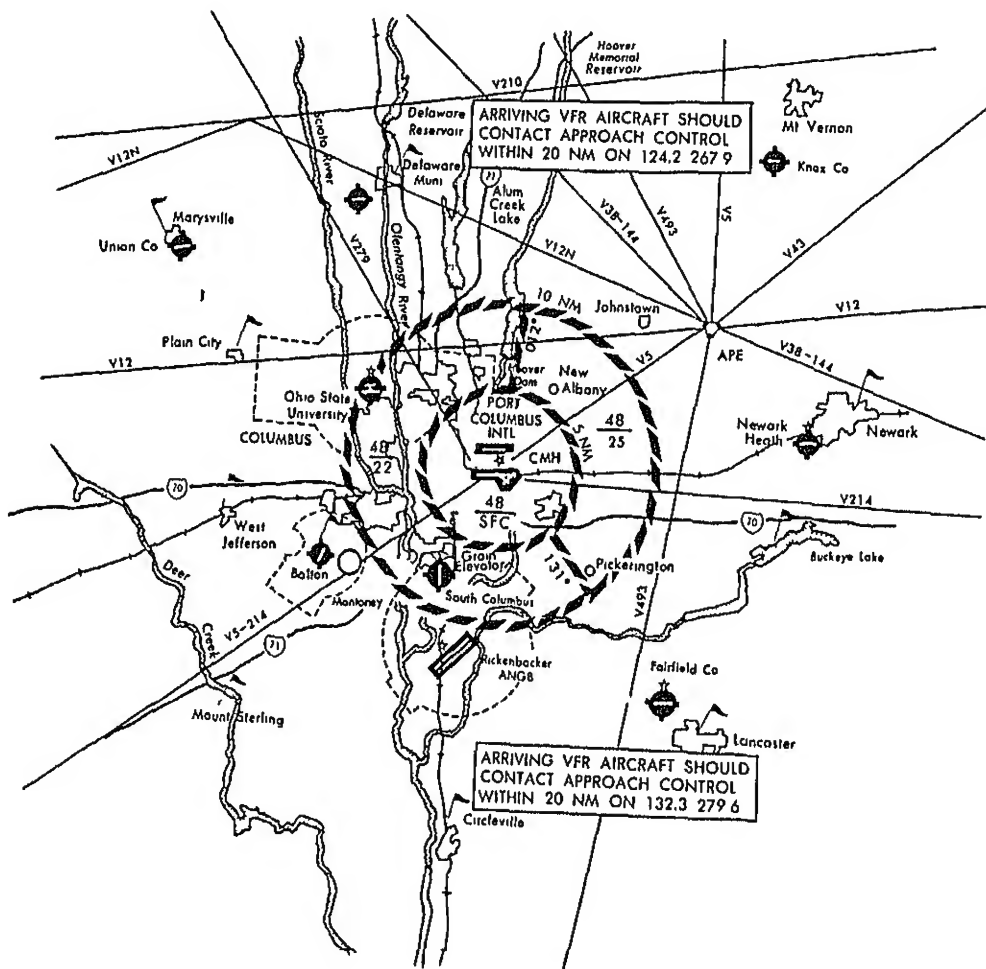 Hoover
Memorial
Reservoir
V210
Delaware
Reservoir
ARRIVING VFR AIRCRAFT SHOULD
CONTACT APPROACH CONTROL
WITHIN 20 NM ON 124.2 267 9
Mt Vernon
V12N
Scioto River
Delaware
Muni
71
Alum
Creek
Lake
Knox Co
V5
Marysville
Union Co
V279
Olentangy River
V38-144
V493
V43
V12N
10 NM
Johnstown
V12
APE
Plain City
V12
V5
V38-144
New
Albany
Ohio State
University
PORT
COLUMBUS
INTL
COLUMBUS
48
22
5 NM
48
25
CMH
Newark
Heath
Newark
70
48
SFC
V214
70
West
Jefferson
Bolton
Grain
Elevator
131°
Pickerington
Buckeye Lake
Deer
Creek
South Columbus
V493
V5-214
71
Rickenbacker
ANGB
Fairfield Co
Mount Sterling
Lancaster
ARRIVING VFR AIRCRAFT SHOULD
CONTACT APPROACH CONTROL
WITHIN 20 NM ON 132.3 279 6
Circleville